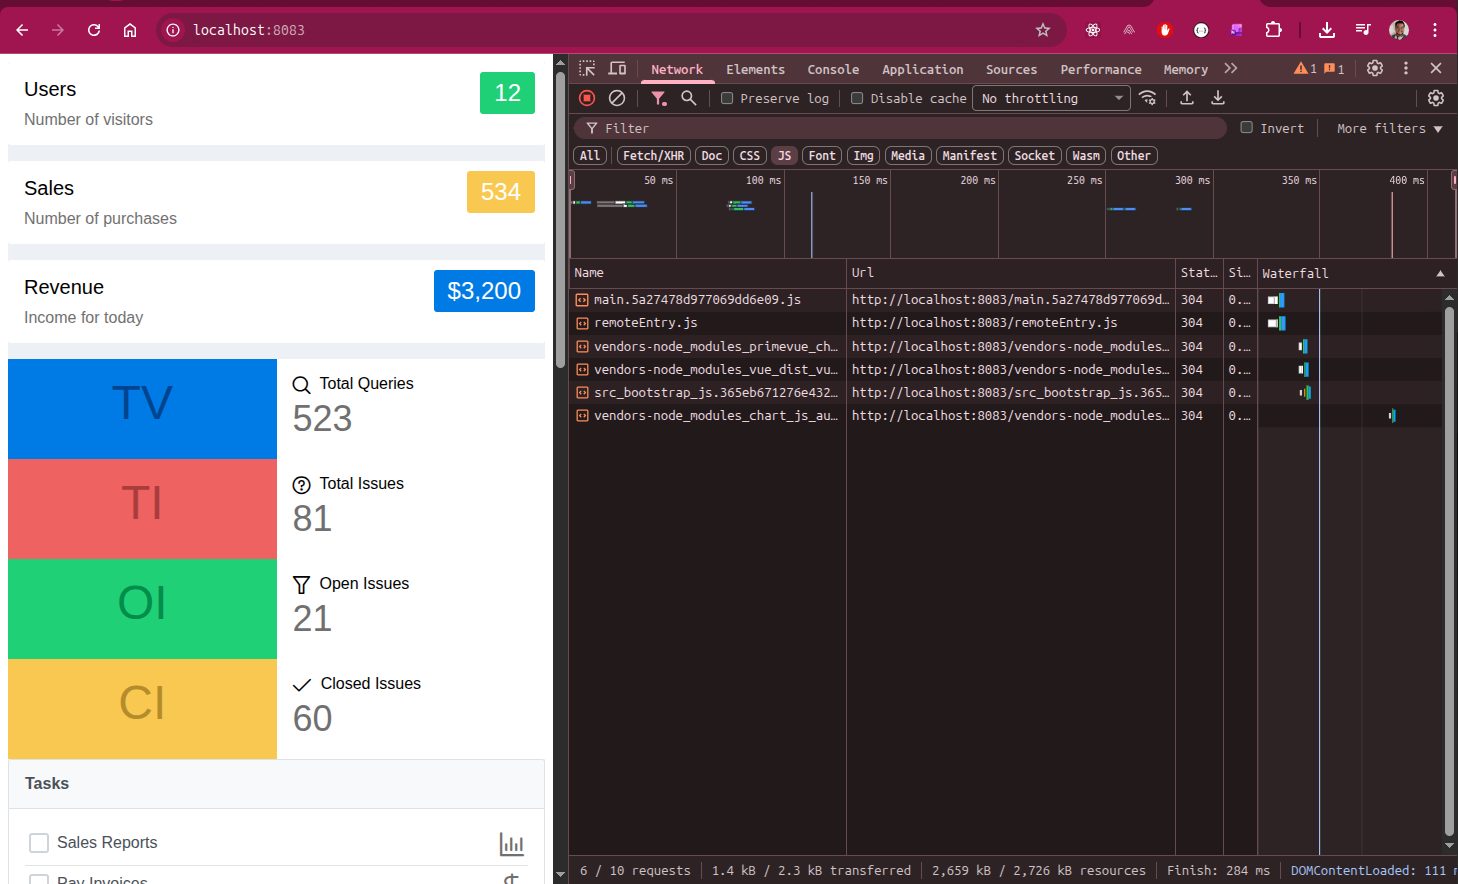 localhost:8083
Users
12
Number of visitors
Sales
534
Number of purchases
Revenue
$3,200
Income for today
TV
Total Queries
523
TI
Total Issues
81
OI
Open Issues
21
CI
Closed Issues
60
Tasks
Sales Reports
Pay Invoices
Network Elements Console Application Sources Performance Memory 1 1
Preserve log Disable cache No throttling
Filter Invert More filters
All Fetch/XHR Doc CSS JS Font Img Media Manifest Socket Wasm Other
50 ms 100 ms 150 ms 200 ms 250 ms 300 ms 350 ms 400 ms
Name Url Stat… Si… Waterfall
main.5a27478d977069dd6e09.js http://localhost:8083/main.5a27478d977069d… 304 0.…
remoteEntry.js http://localhost:8083/remoteEntry.js 304 0.…
vendors-node_modules_primevue_ch… http://localhost:8083/vendors-node_modules… 304 0.…
vendors-node_modules_vue_dist_vu… http://localhost:8083/vendors-node_modules… 304 0.…
src_bootstrap_js.365eb671276e432… http://localhost:8083/src_bootstrap_js.365… 304 0.…
vendors-node_modules_chart_js_au… http://localhost:8083/vendors-node_modules… 304 0.…
6 / 10 requests 1.4 kB / 2.3 kB transferred 2,659 kB / 2,726 kB resources Finish: 284 ms DOMContentLoaded: 111